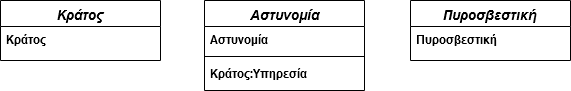 Κράτος
Κράτος
Αστυνομία
Αστυνομία
Κράτος:Υπηρεσία
Πυροσβεστική
Πυροσβεστική